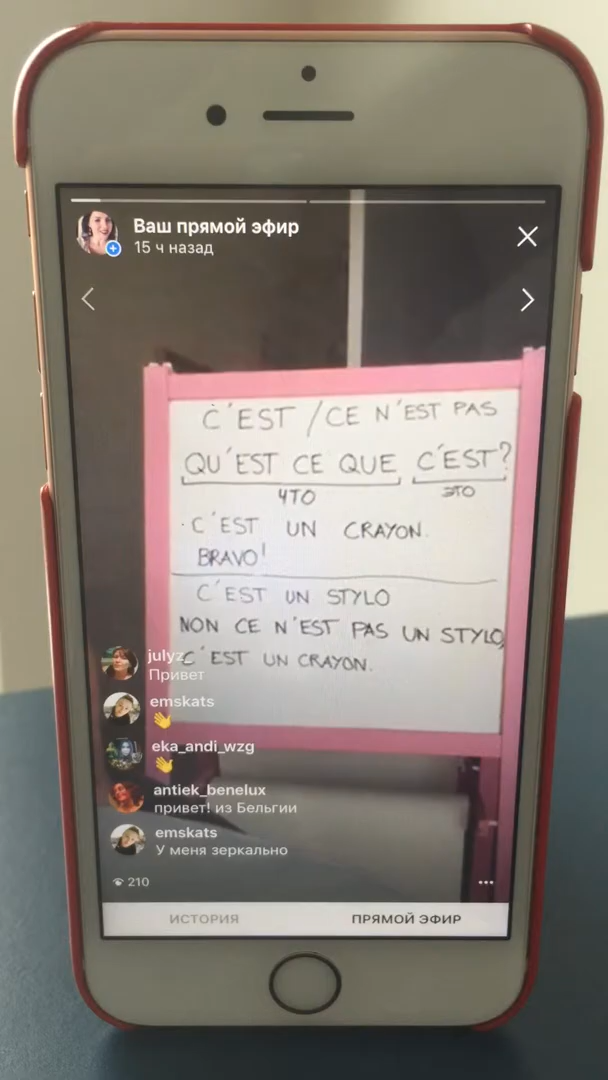 Ваш прямой эфир
15 ч назад
C'EST / CE N'EST PAS
QU'EST CE QUE C'EST?
ЧТО ЭТО
C'EST UN CRAYON.
BRAVO!
C'EST UN STYLO
NON CE N'EST PAS UN STYLO,
C'EST UN CRAYON.
julyz_
Привет
emskats
👋
eka_andi_wzg
👋
antiek_benelux
привет! из Бельгии
emskats
У меня зеркально
210
ИСТОРИЯ ПРЯМОЙ ЭФИР